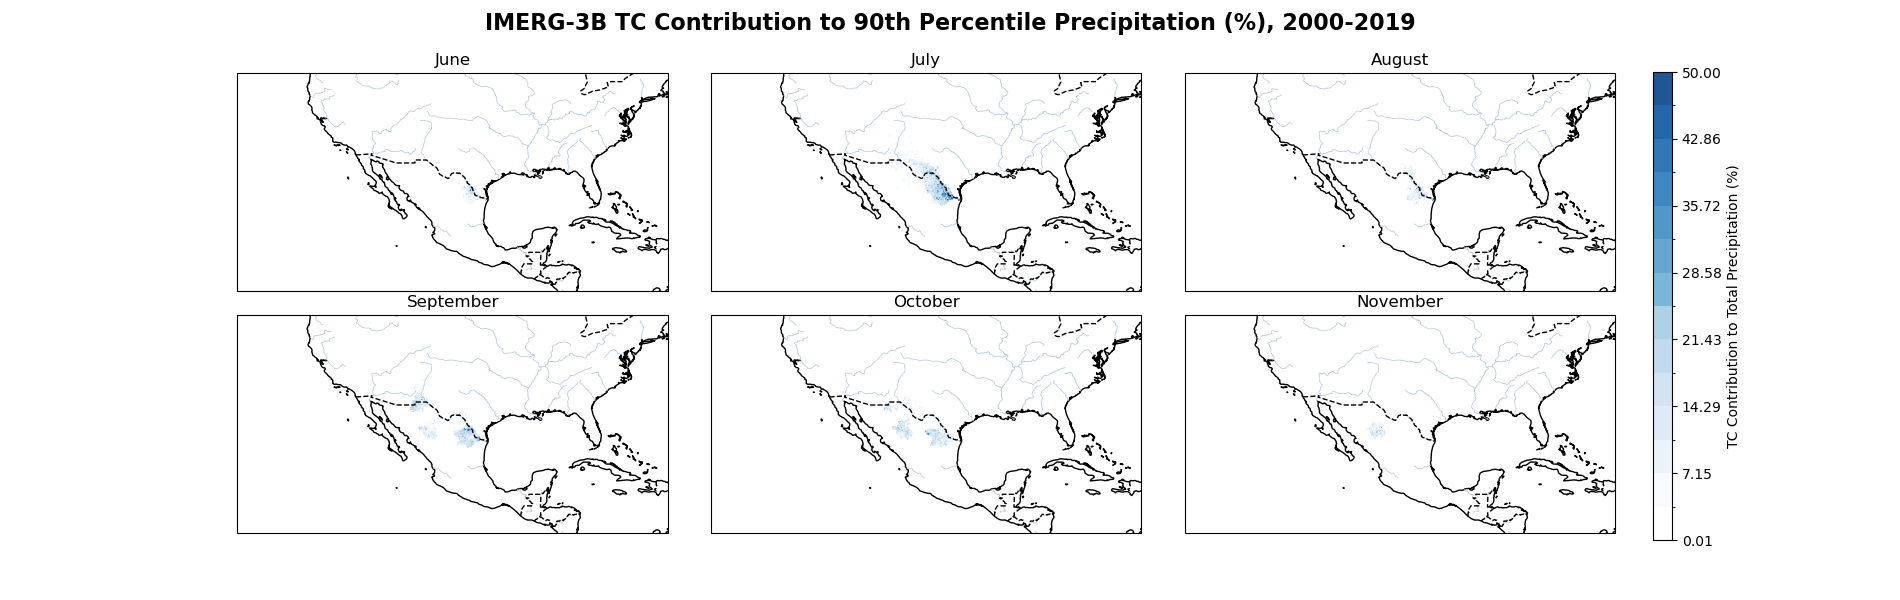 IMERG-3B TC Contribution to 90th Percentile Precipitation (%), 2000-2019
June
July
August
September
October
November
50.00
42.86
35.72
28.58
21.43
14.29
7.15
0.01
TC Contribution to Total Precipitation (%)